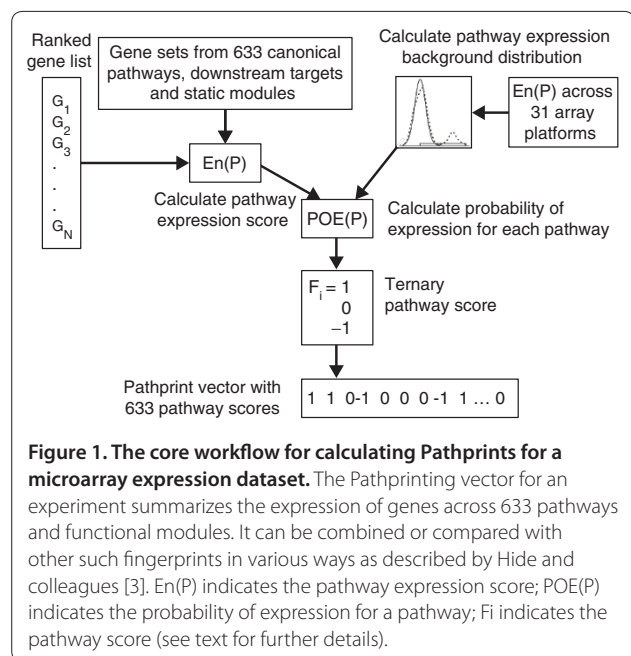 Ranked
gene list
G1
G2
G3
.
.
.
GN
Gene sets from 633 canonical
pathways, downstream targets
and static modules
Calculate pathway expression
background distribution
En(P) across
31 array
platforms
En(P)
Calculate pathway
expression score
POE(P)
Calculate probability of
expression for each pathway
Fi = 1
0
–1
Ternary
pathway score
Pathprint vector with
633 pathway scores
1 1 0-1 0 0 0 -1 1 ... 0
Figure 1. The core workflow for calculating Pathprints for a
microarray expression dataset. The Pathprinting vector for an
experiment summarizes the expression of genes across 633 pathways
and functional modules. It can be combined or compared with
other such fingerprints in various ways as described by Hide and
colleagues [3]. En(P) indicates the pathway expression score; POE(P)
indicates the probability of expression for a pathway; Fi indicates the
pathway score (see text for further details).